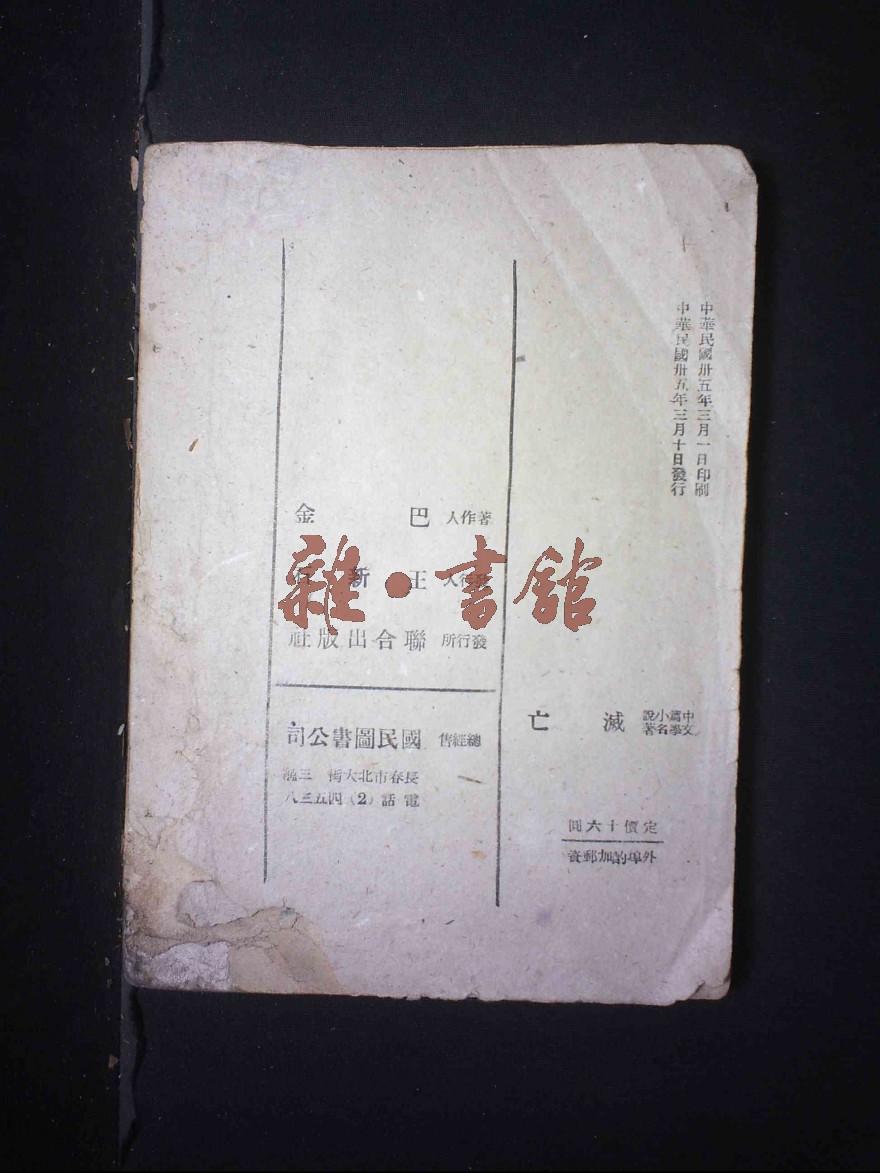 中華民國卅五年三月一日印刷
中華民國卅五年三月十日發行
中篇小說
文學名著
滅亡
定價十六圓
外埠酌加郵資
著作人 巴金
發行人 王新
發行所 聯合出版社
總經售 國民圖書公司
長春市北大街 三
電話(2)四五三八
雜·書館